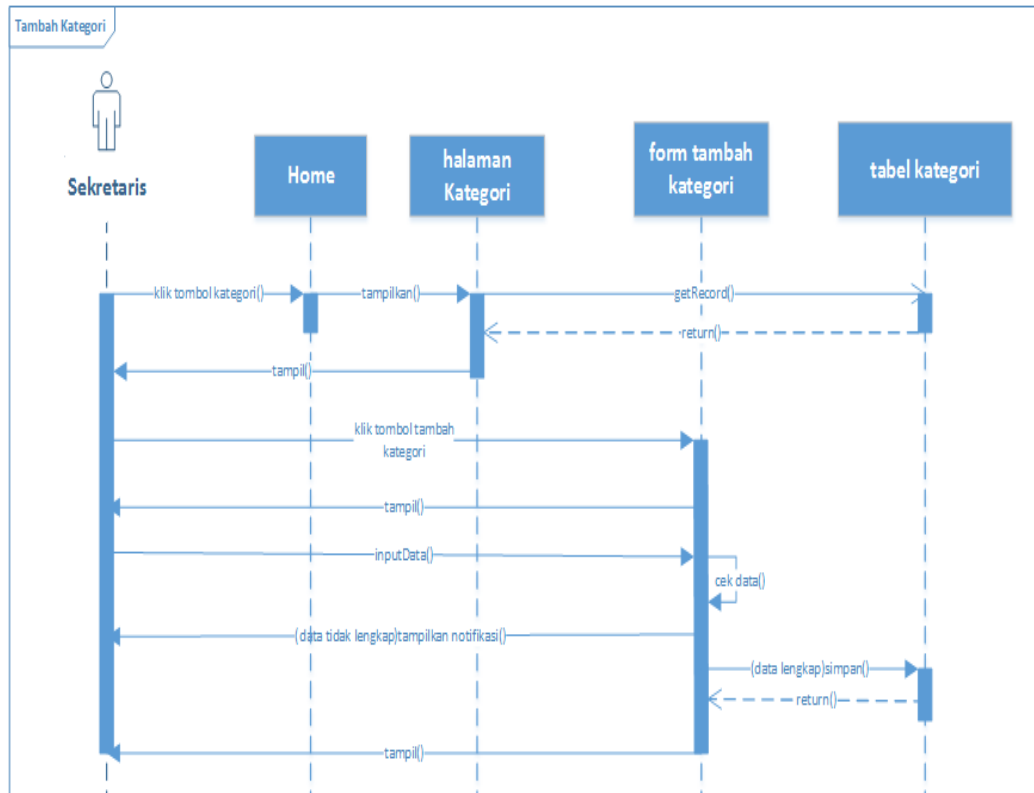 Tambah Kategori
Sekretaris
Home
halaman
Kategori
form tambah
kategori
tabel kategori
klik tombol kategori()
tampilkan()
getRecord()
return()
tampil()
klik tombol tambah
kategori
tampil()
inputData()
cek data()
(data tidak lengkap)tampilkan notifikasi()
(data lengkap)simpan()
return()
tampil()